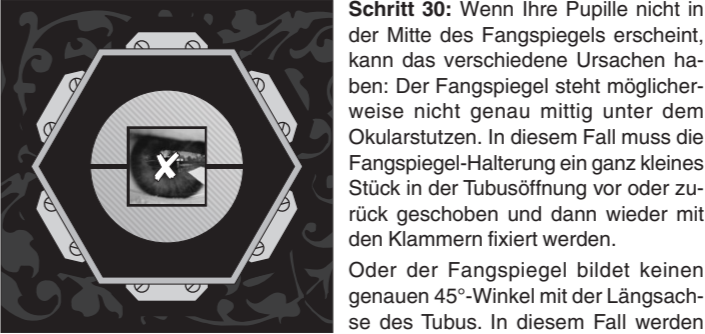 Schritt 30: Wenn Ihre Pupille nicht in
der Mitte des Fangspiegels erscheint,
kann das verschiedene Ursachen ha-
ben: Der Fangspiegel steht möglicher-
weise nicht genau mittig unter dem
Okularstutzen. In diesem Fall muss die
Fangspiegel-Halterung ein ganz kleines
Stück in der Tubusöffnung vor oder zu-
rück geschoben und dann wieder mit
den Klammern fixiert werden.
Oder der Fangspiegel bildet keinen
genauen 45°-Winkel mit der Längsach-
se des Tubus. In diesem Fall werden